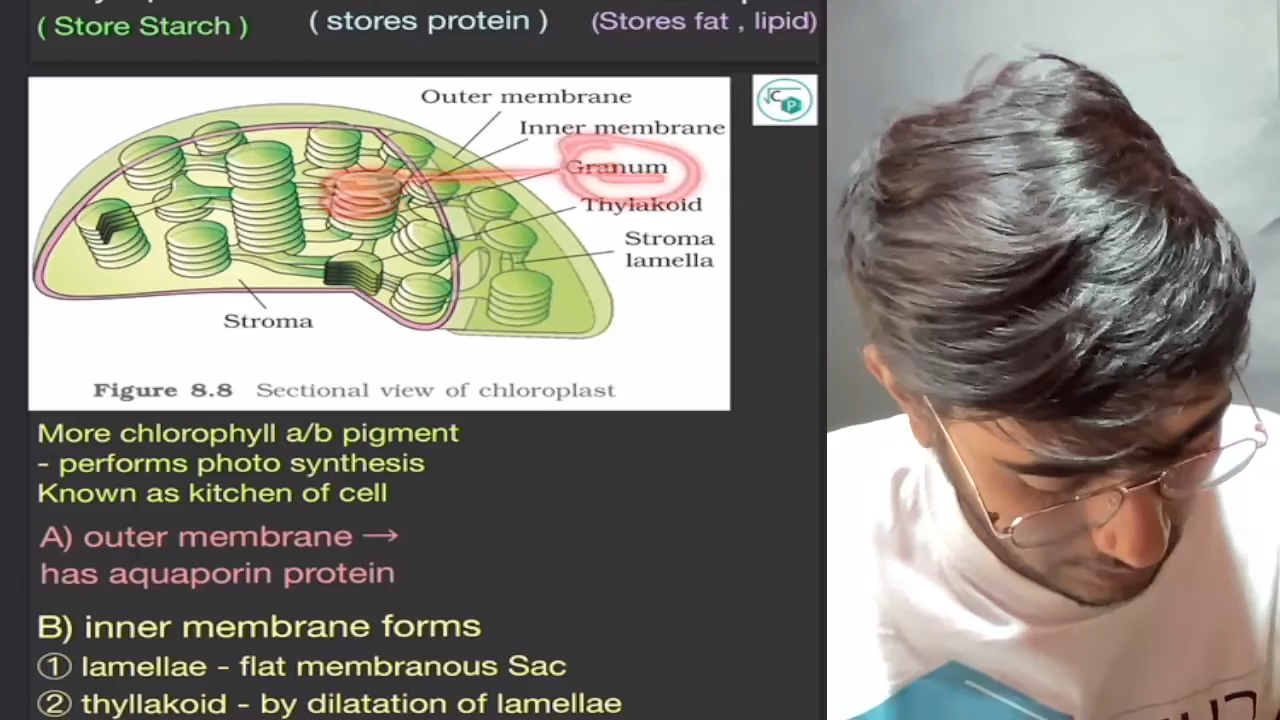 ( Store Starch )
( stores protein )
(Stores fat , lipid)
Outer membrane
Inner membrane
Granum
Thylakoid
Stroma
lamella
Stroma
Figure 8.8 Sectional view of chloroplast
More chlorophyll a/b pigment
- performs photo synthesis
Known as kitchen of cell
A) outer membrane →
has aquaporin protein
B) inner membrane forms
① lamellae - flat membranous Sac
② thyllakoid - by dilatation of lamellae